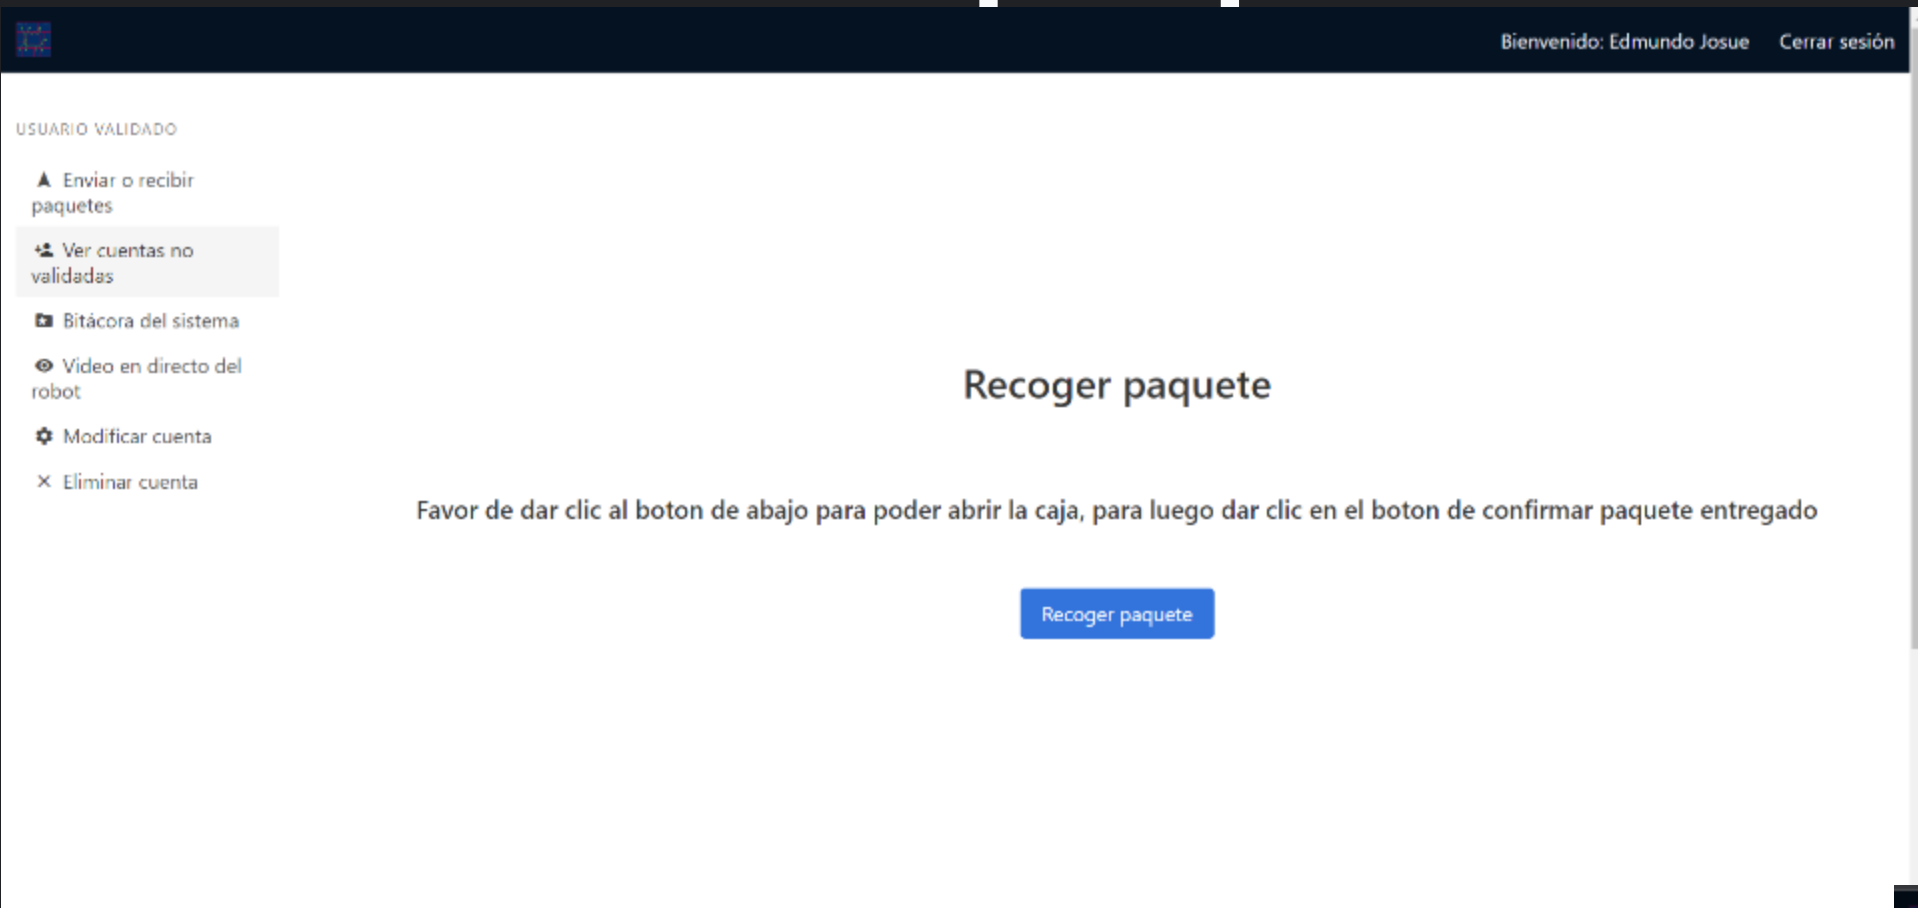 Bienvenido: Edmundo Josue Cerrar sesión
USUARIO VALIDADO
Enviar o recibir
paquetes
Ver cuentas no
validadas
Bitácora del sistema
Video en directo del
robot
Modificar cuenta
Eliminar cuenta
Recoger paquete
Favor de dar clic al boton de abajo para poder abrir la caja, para luego dar clic en el boton de confirmar paquete entregado
Recoger paquete